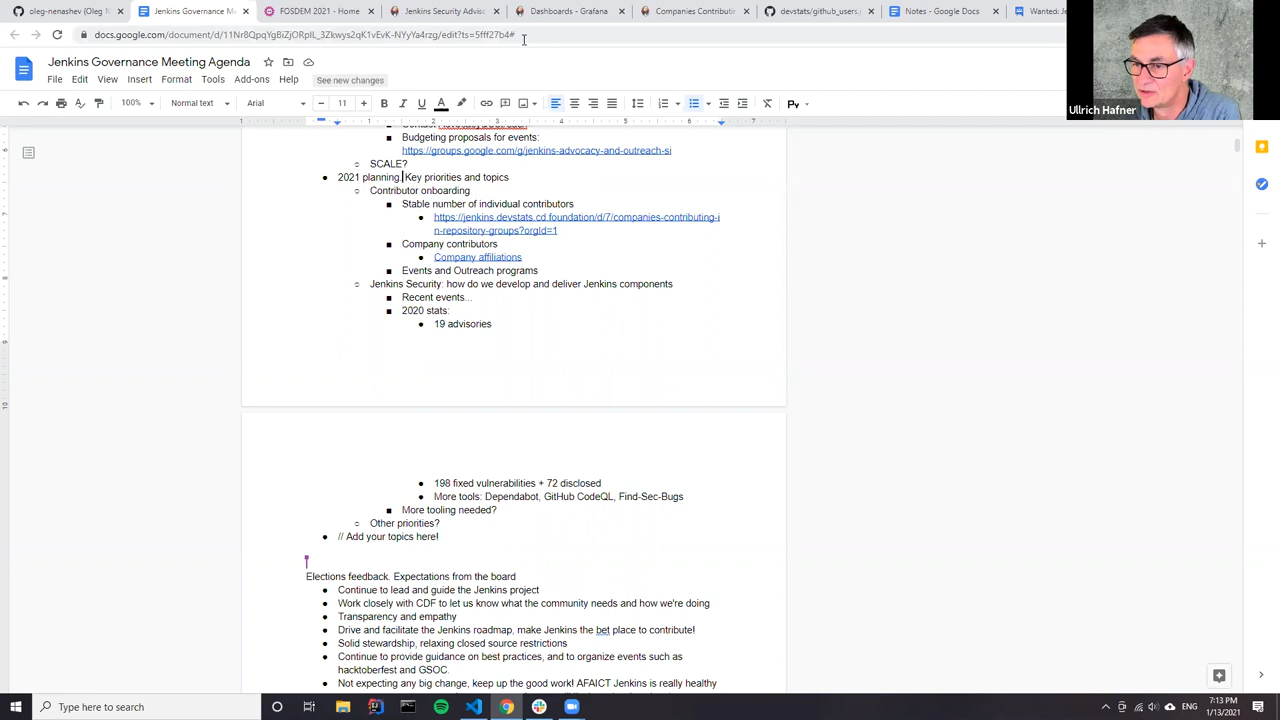 oleg-nenashev (Oleg N
Jenkins Governance Me
FOSDEM 2021 - Home
Jenkins Security Advis
Dashboards - Grafana
Companies Contributin
devstats/github_users.j
Notes - Google Docs
Wanted: Je
docs.google.com/document/d/11Nr8QpqYgBiZjORpIL_3Zkwys2qK1vEvK-NYyYa4rzg/edit?ts=5fff27b4#
Jenkins Governance Meeting Agenda
File Edit View Insert Format Tools Add-ons Help See new changes
100% Normal text Arial 11
Ullrich Hafner
Budgeting proposals for events:
https://groups.google.com/g/jenkins-advocacy-and-outreach-si
SCALE?
2021 planning. Key priorities and topics
Contributor onboarding
Stable number of individual contributors
https://jenkins.devstats.cd.foundation/d/7/companies-contributing-i
n-repository-groups?orgId=1
Company contributors
Company affiliations
Events and Outreach programs
Jenkins Security: how do we develop and deliver Jenkins components
Recent events...
2020 stats:
19 advisories
198 fixed vulnerabilities + 72 disclosed
More tools: Dependabot, GitHub CodeQL, Find-Sec-Bugs
More tooling needed?
Other priorities?
// Add your topics here!
Elections feedback. Expectations from the board
Continue to lead and guide the Jenkins project
Work closely with CDF to let us know what the community needs and how we're doing
Transparency and empathy
Drive and facilitate the Jenkins roadmap, make Jenkins the bet place to contribute!
Solid stewardship, relaxing closed source restrictions
Continue to provide guidance on best practices, and to organize events such as
hacktoberfest and GSOC.
Not expecting any big change, keep up the good work! AFAICT Jenkins is really healthy
Type here to search
ENG
7:13 PM
1/13/2021